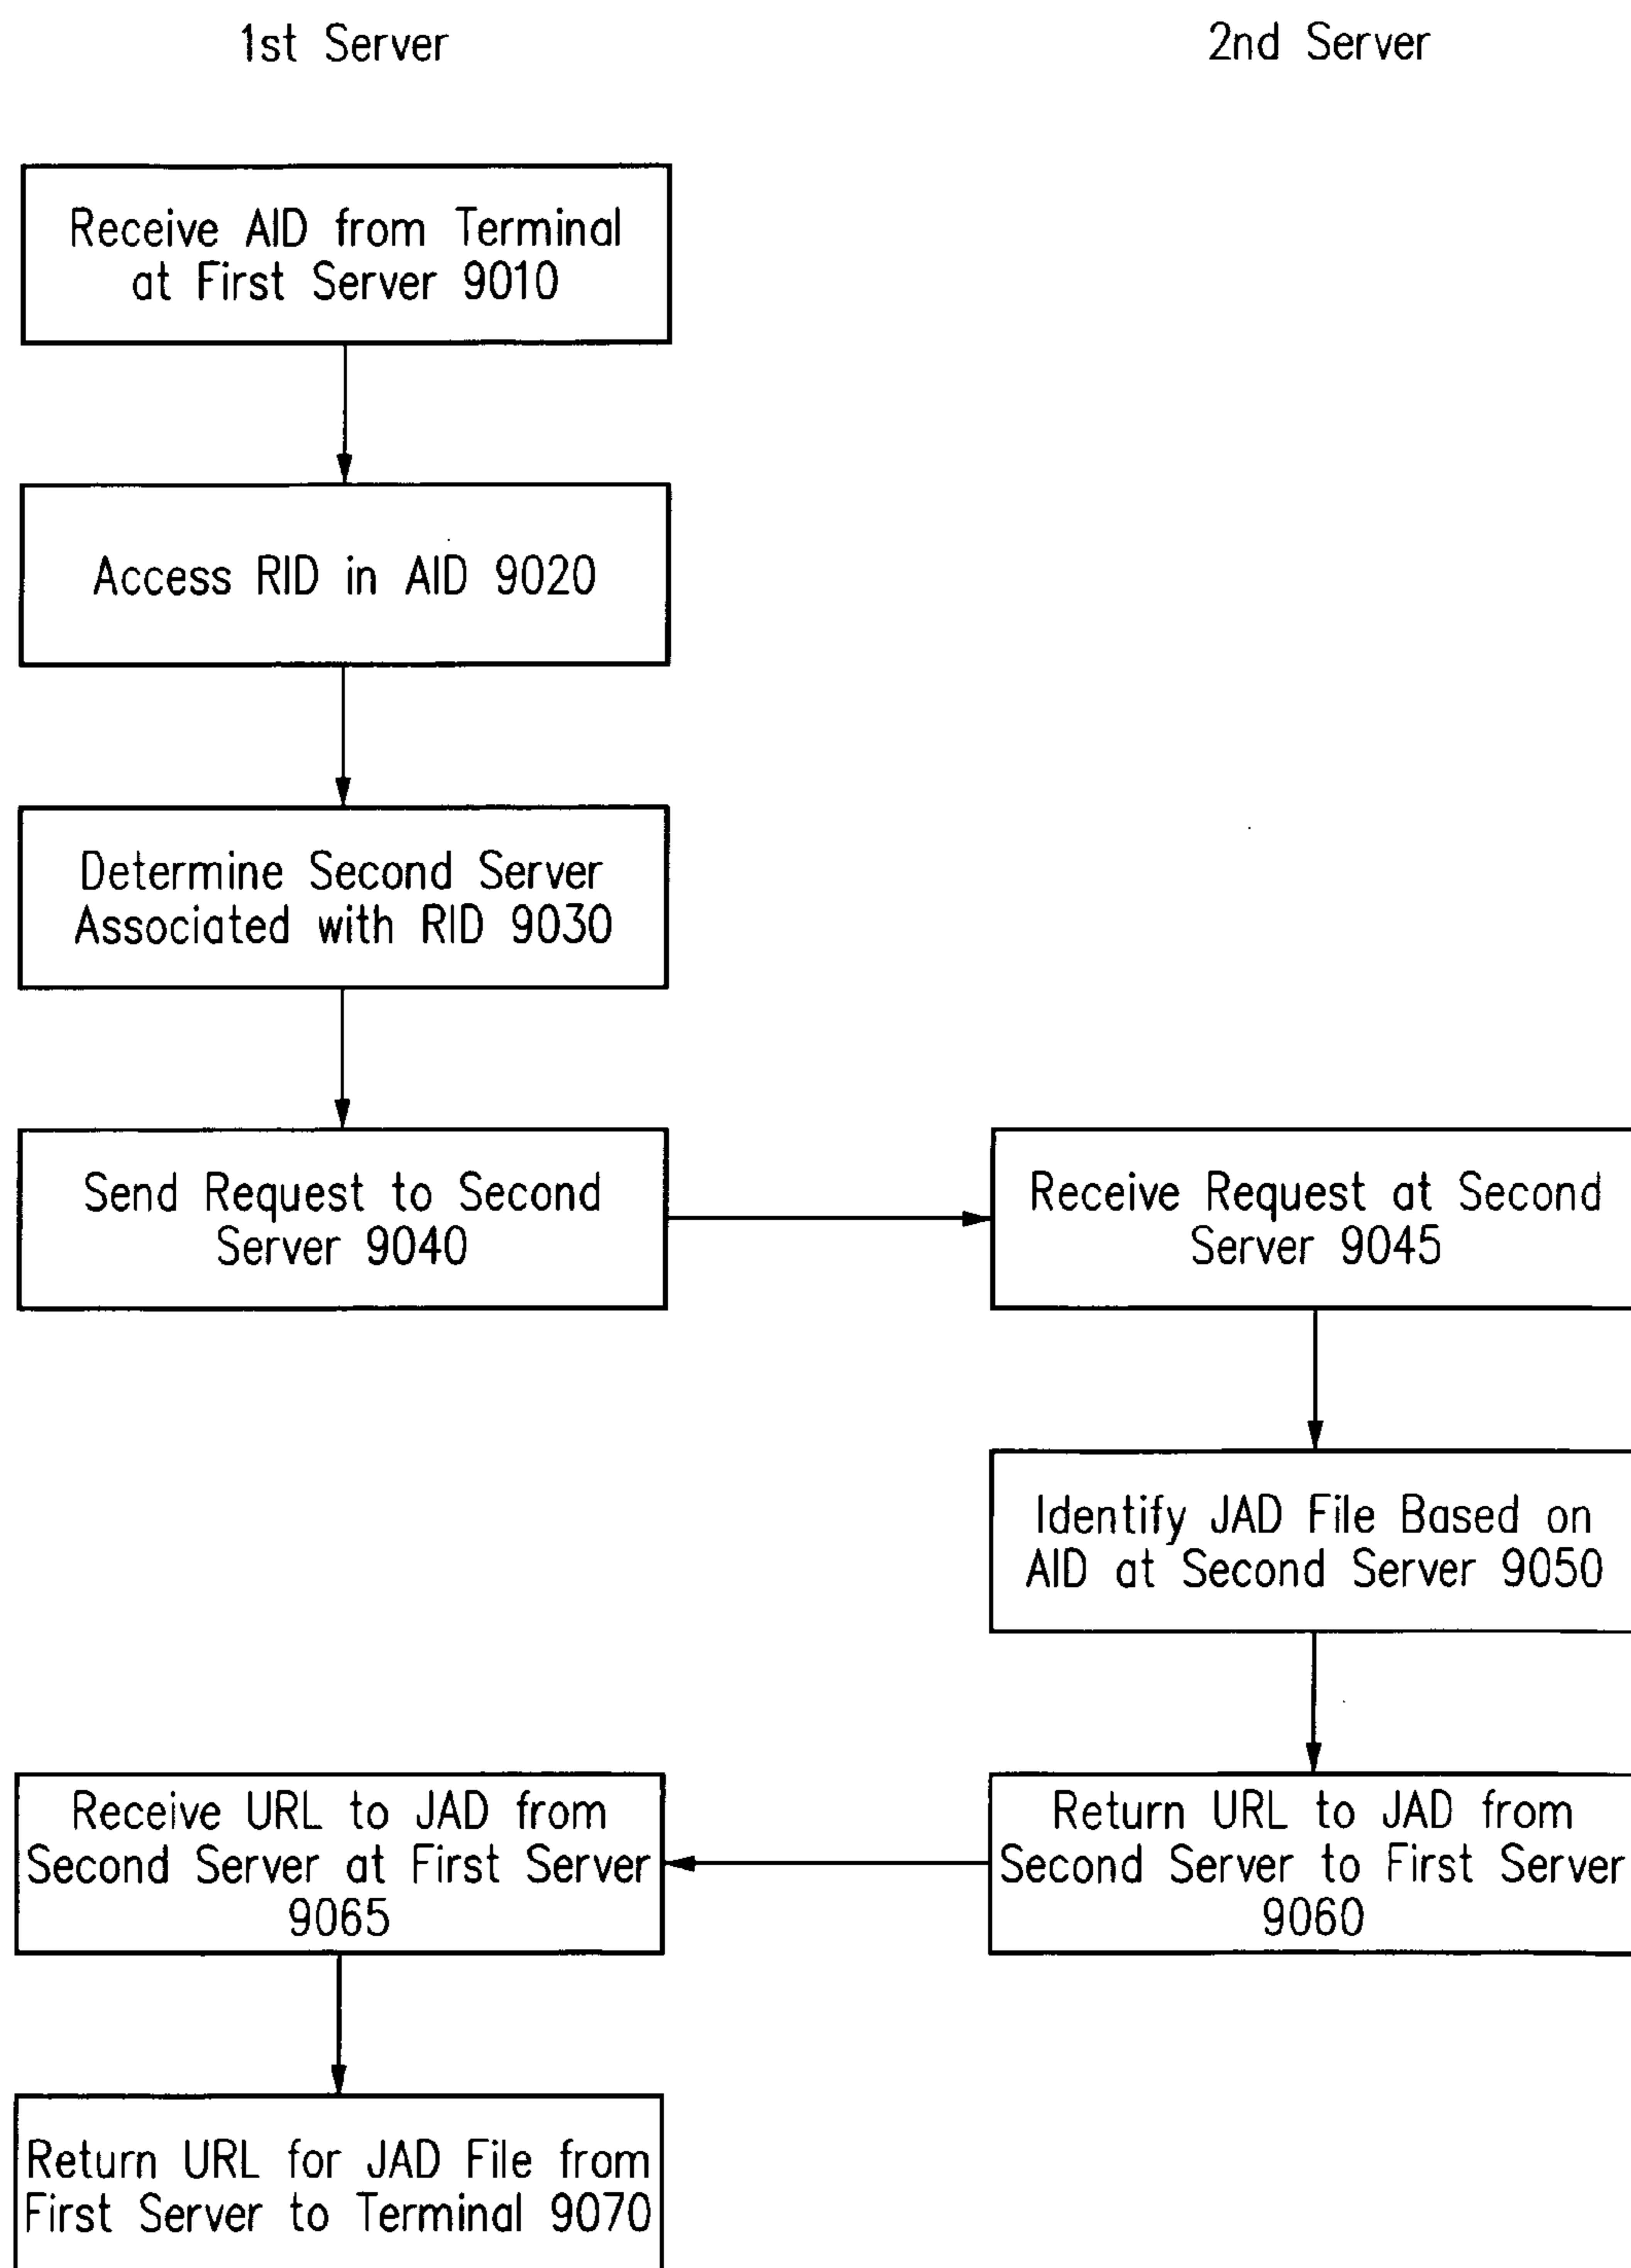 1st Server
2nd Server
Receive AID from Terminal
at First Server 9010
Access RID in AID 9020
Determine Second Server
Associated with RID 9030
Send Request to Second
Server 9040
Receive Request at Second
Server 9045
Identify JAD File Based on
AID at Second Server 9050
Return URL to JAD from
Second Server to First Server
9060
Receive URL to JAD from
Second Server at First Server
9065
Return URL for JAD File from
First Server to Terminal 9070